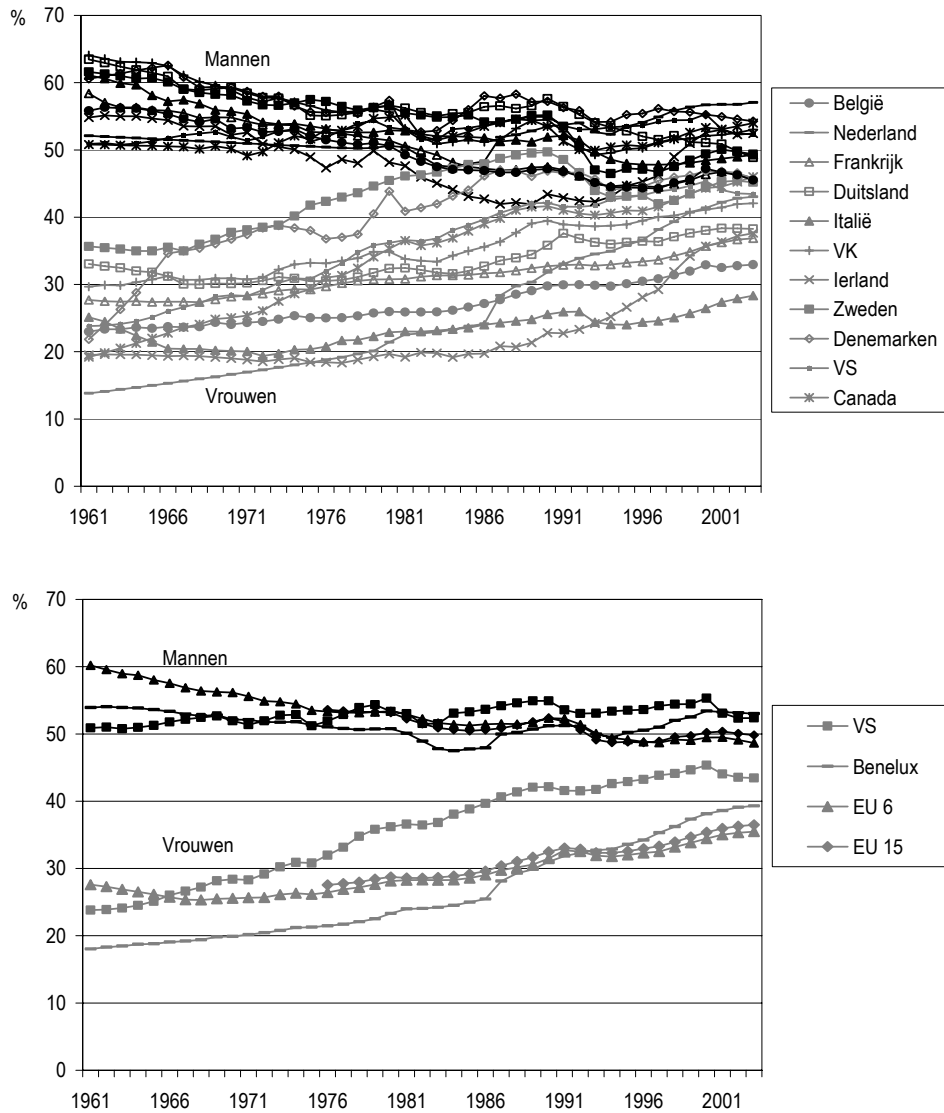 %
70
60
50
40
30
20
10
0
Mannen
Vrouwen
1961 1966 1971 1976 1981 1986 1991 1996 2001
België
Nederland
Frankrijk
Duitsland
Italië
VK
Ierland
Zweden
Denemarken
VS
Canada
%
70
60
50
40
30
20
10
0
Mannen
Vrouwen
1961 1966 1971 1976 1981 1986 1991 1996 2001
VS
Benelux
EU 6
EU 15